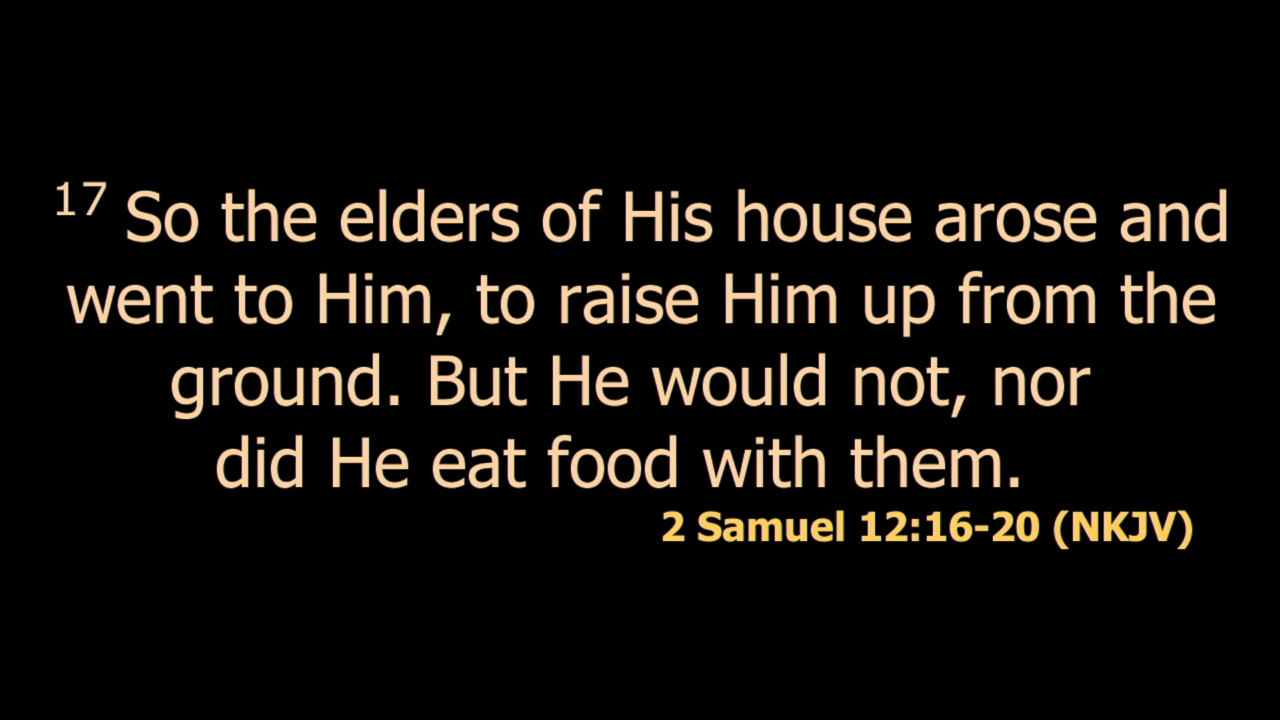 17 So the elders of His house arose and
went to Him, to raise Him up from the
ground. But He would not, nor
did He eat food with them.
2 Samuel 12:16-20 (NKJV)